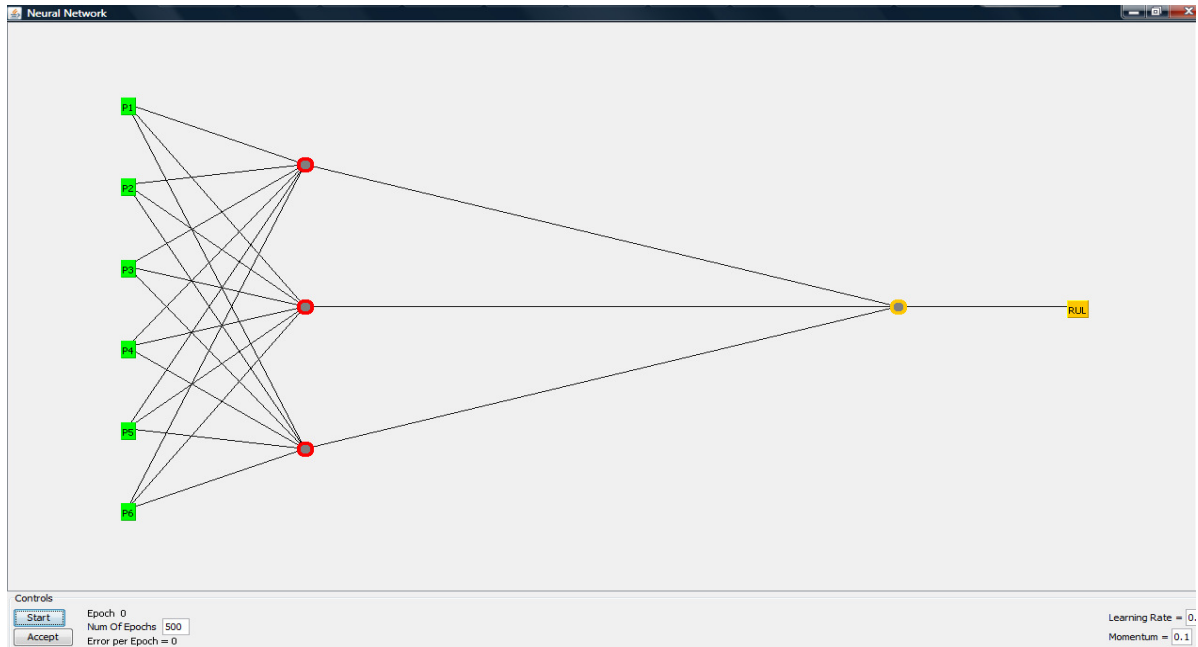 Neural Network
P1
P2
P3
P4
P5
P6
RUL
Controls
Start
Accept
Epoch 0
Num Of Epochs 500
Error per Epoch = 0
Learning Rate = 0.
Momentum = 0.1